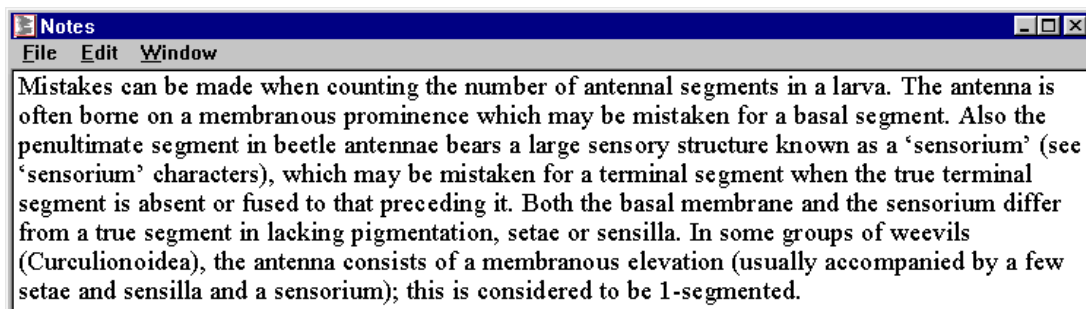 Notes
File Edit Window
Mistakes can be made when counting the number of antennal segments in a larva. The antenna is
often borne on a membranous prominence which may be mistaken for a basal segment. Also the
penultimate segment in beetle antennae bears a large sensory structure known as a ‘sensorium’ (see
‘sensorium’ characters), which may be mistaken for a terminal segment when the true terminal
segment is absent or fused to that preceding it. Both the basal membrane and the sensorium differ
from a true segment in lacking pigmentation, setae or sensilla. In some groups of weevils
(Curculionoidea), the antenna consists of a membranous elevation (usually accompanied by a few
setae and sensilla and a sensorium); this is considered to be 1-segmented.